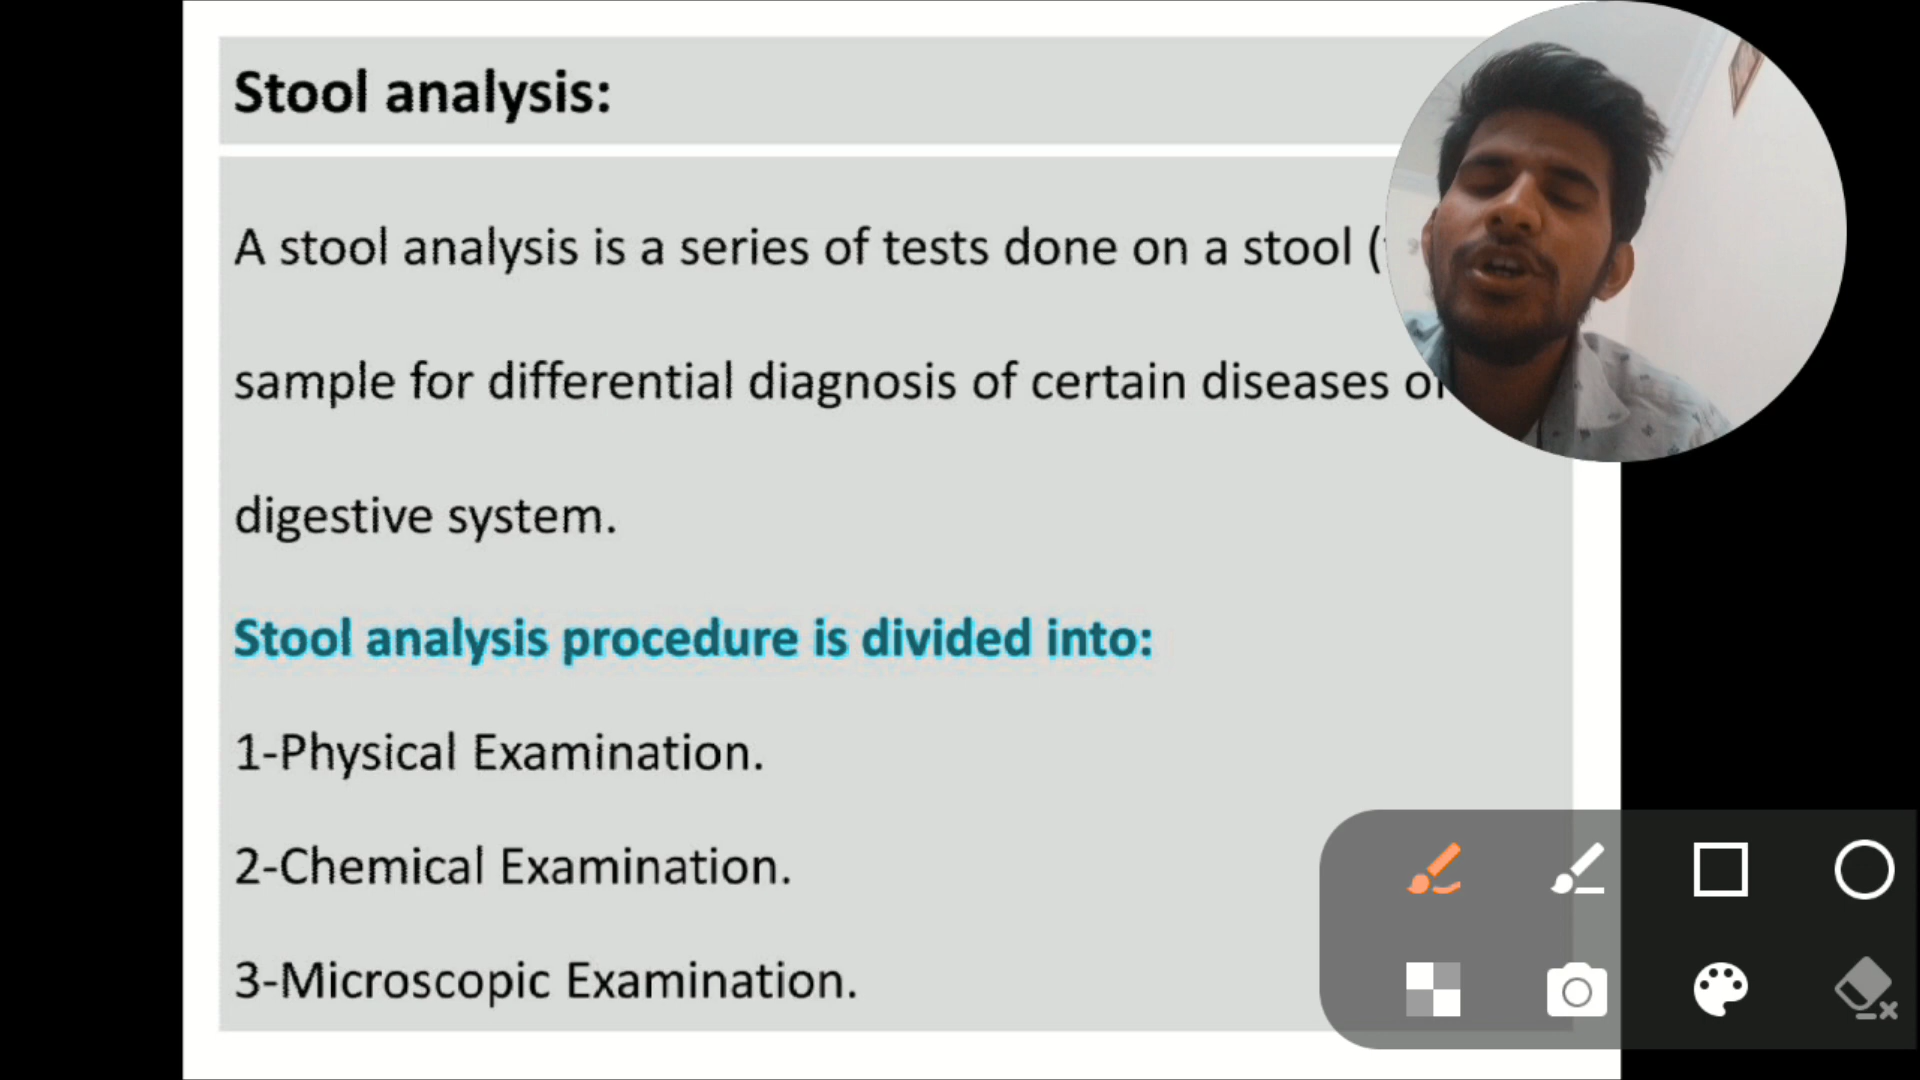 Stool analysis:
A stool analysis is a series of tests done on a stool (
sample for differential diagnosis of certain diseases
digestive system.
Stool analysis procedure is divided into:
1-Physical Examination.
2-Chemical Examination.
3-Microscopic Examination.